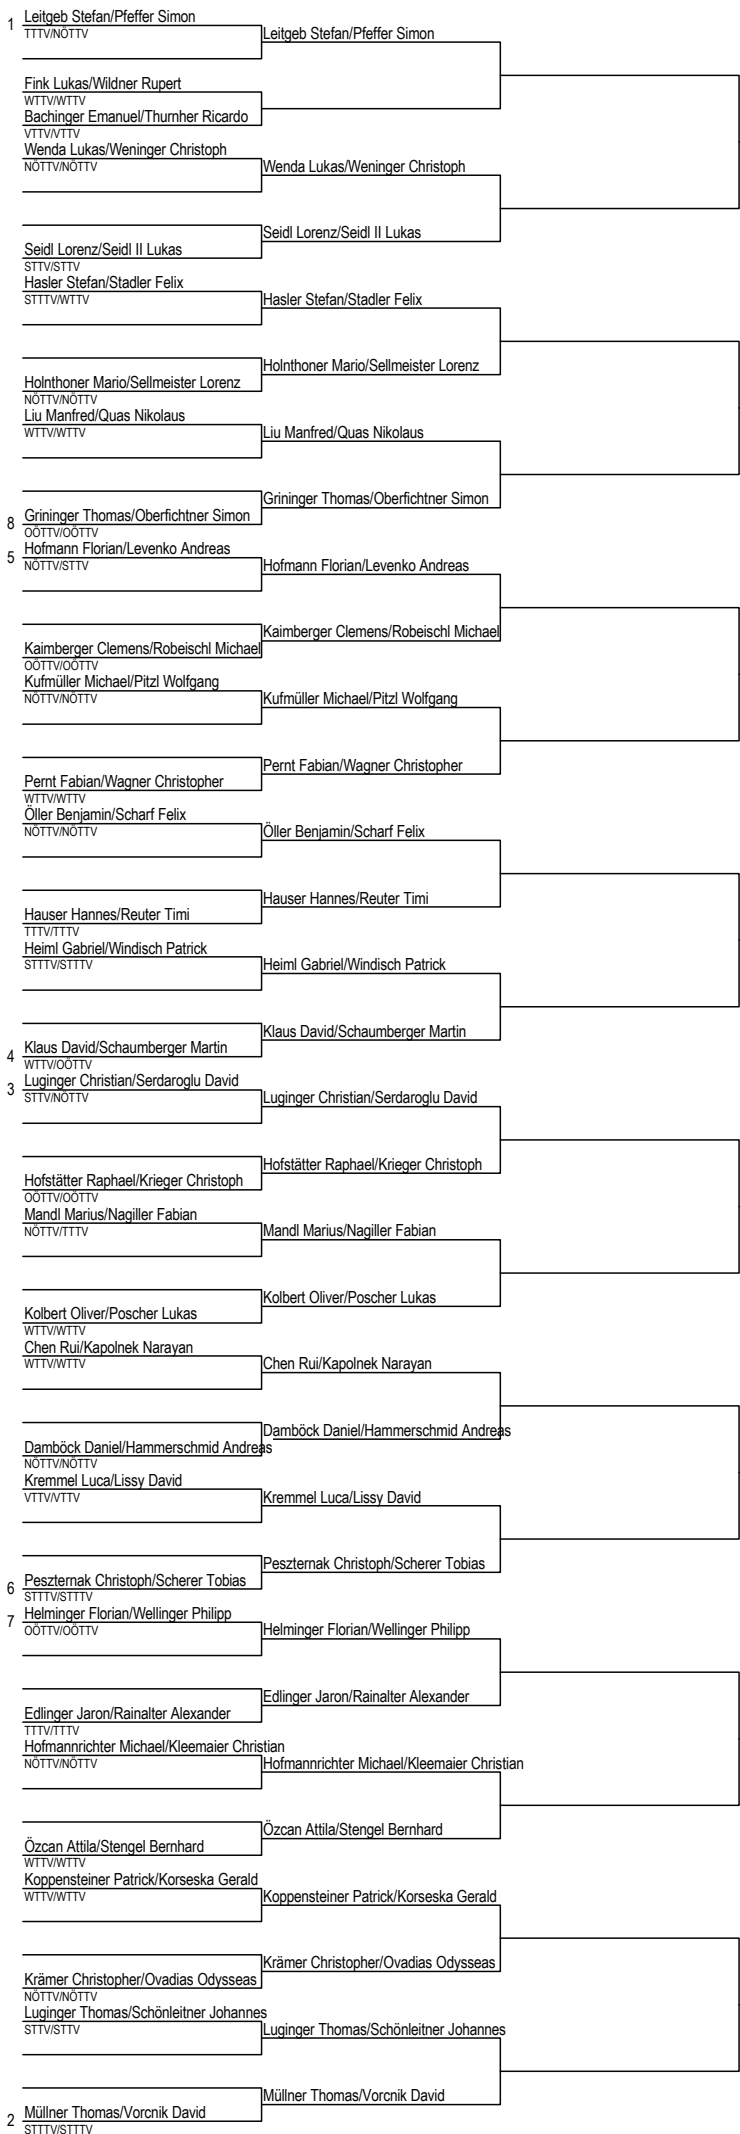 1 Leitgeb Stefan/Pfeffer Simon
TTTV/NÖTTV
Leitgeb Stefan/Pfeffer Simon
Fink Lukas/Wildner Rupert
WTTV/WTTV
Bachinger Emanuel/Thurnher Ricardo
VTTV/VTTV
Wenda Lukas/Weninger Christoph
NÖTTV/NÖTTV
Wenda Lukas/Weninger Christoph
Seidl Lorenz/Seidl II Lukas
Seidl Lorenz/Seidl II Lukas
STTV/STTV
Hasler Stefan/Stadler Felix
STTTV/WTTV
Hasler Stefan/Stadler Felix
Holnthoner Mario/Sellmeister Lorenz
Holnthoner Mario/Sellmeister Lorenz
NÖTTV/NÖTTV
Liu Manfred/Quas Nikolaus
WTTV/WTTV
Liu Manfred/Quas Nikolaus
Grininger Thomas/Oberfichtner Simon
8 Grininger Thomas/Oberfichtner Simon
OÖTTV/OÖTTV
5 Hofmann Florian/Levenko Andreas
NÖTTV/STTV
Hofmann Florian/Levenko Andreas
Kaimberger Clemens/Robeischl Michael
Kaimberger Clemens/Robeischl Michael
OÖTTV/OÖTTV
Kufmüller Michael/Pitzl Wolfgang
NÖTTV/NÖTTV
Kufmüller Michael/Pitzl Wolfgang
Pernt Fabian/Wagner Christopher
Pernt Fabian/Wagner Christopher
WTTV/WTTV
Öller Benjamin/Scharf Felix
NÖTTV/NÖTTV
Öller Benjamin/Scharf Felix
Hauser Hannes/Reuter Timi
Hauser Hannes/Reuter Timi
TTTV/TTTV
Heiml Gabriel/Windisch Patrick
STTTV/STTTV
Heiml Gabriel/Windisch Patrick
Klaus David/Schaumberger Martin
4 Klaus David/Schaumberger Martin
WTTV/OÖTTV
3 Luginger Christian/Serdaroglu David
STTV/NÖTTV
Luginger Christian/Serdaroglu David
Hofstätter Raphael/Krieger Christoph
Hofstätter Raphael/Krieger Christoph
OÖTTV/OÖTTV
Mandl Marius/Nagiller Fabian
NÖTTV/TTTV
Mandl Marius/Nagiller Fabian
Kolbert Oliver/Poscher Lukas
Kolbert Oliver/Poscher Lukas
WTTV/WTTV
Chen Rui/Kapolnek Narayan
WTTV/WTTV
Chen Rui/Kapolnek Narayan
Damböck Daniel/Hammerschmid Andreas
Damböck Daniel/Hammerschmid Andreas
NÖTTV/NÖTTV
Kremmel Luca/Lissy David
VTTV/VTTV
Kremmel Luca/Lissy David
Peszternak Christoph/Scherer Tobias
6 Peszternak Christoph/Scherer Tobias
STTTV/STTTV
7 Helminger Florian/Wellinger Philipp
OÖTTV/OÖTTV
Helminger Florian/Wellinger Philipp
Edlinger Jaron/Rainalter Alexander
Edlinger Jaron/Rainalter Alexander
TTTV/TTTV
Hofmannrichter Michael/Kleemaier Christian
NÖTTV/NÖTTV
Hofmannrichter Michael/Kleemaier Christian
Özcan Attila/Stengel Bernhard
Özcan Attila/Stengel Bernhard
WTTV/WTTV
Koppensteiner Patrick/Korseska Gerald
WTTV/WTTV
Koppensteiner Patrick/Korseska Gerald
Krämer Christopher/Ovadias Odysseas
Krämer Christopher/Ovadias Odysseas
NÖTTV/NÖTTV
Luginger Thomas/Schönleitner Johannes
STTV/STTV
Luginger Thomas/Schönleitner Johannes
Müllner Thomas/Vorcnik David
2 Müllner Thomas/Vorcnik David
STTTV/STTTV